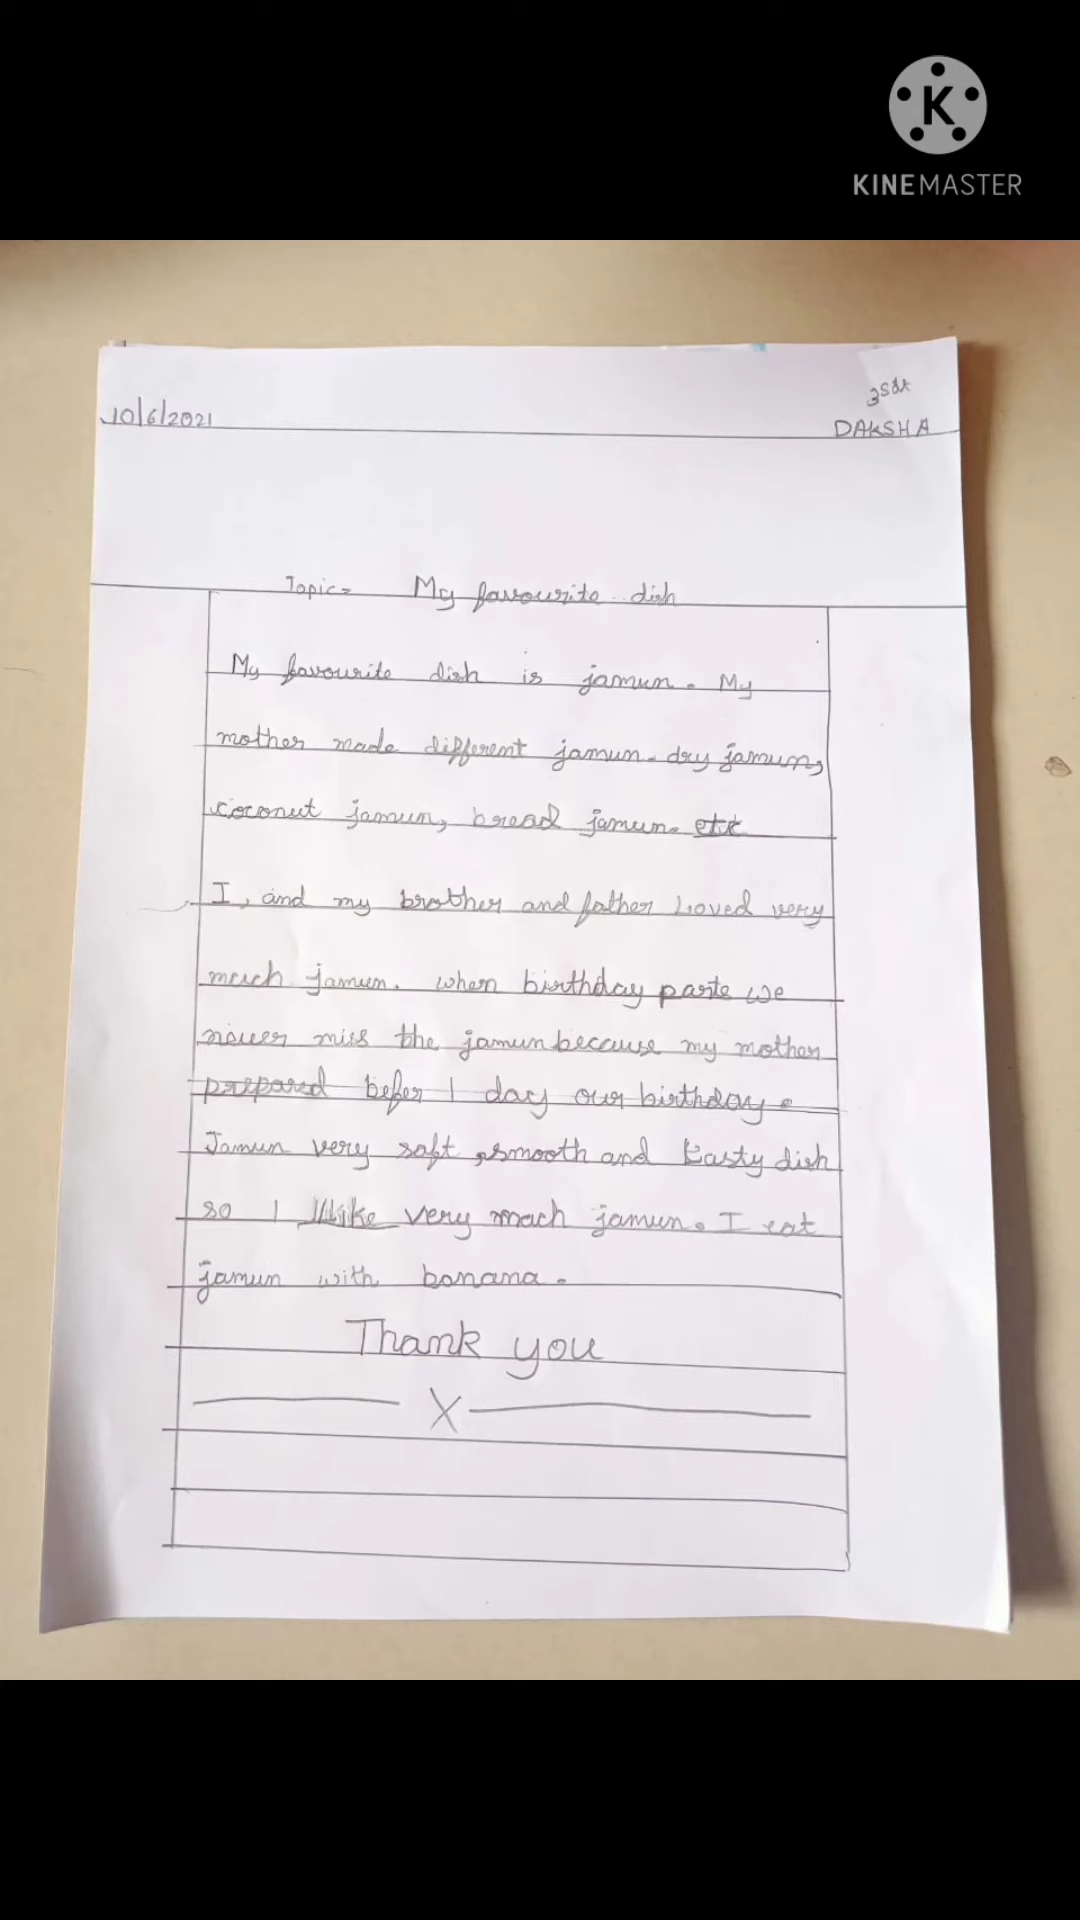 K
KINEMASTER
10/6/2021
DAKSHA
Topic= My favourite dish
My favourite dish is jamun. My
mother made different jamun. dry jamun,
coconut jamun, bread jamun. etc
I, and my brother and father Loved very
much jamun. when birthday parte we
never miss the jamun because my mother
prepared befer 1 day our birthday.
Jamun very soft, smooth and tasty dish
so I like very mach jamun. I eat
jamun with banana.
Thank you
X